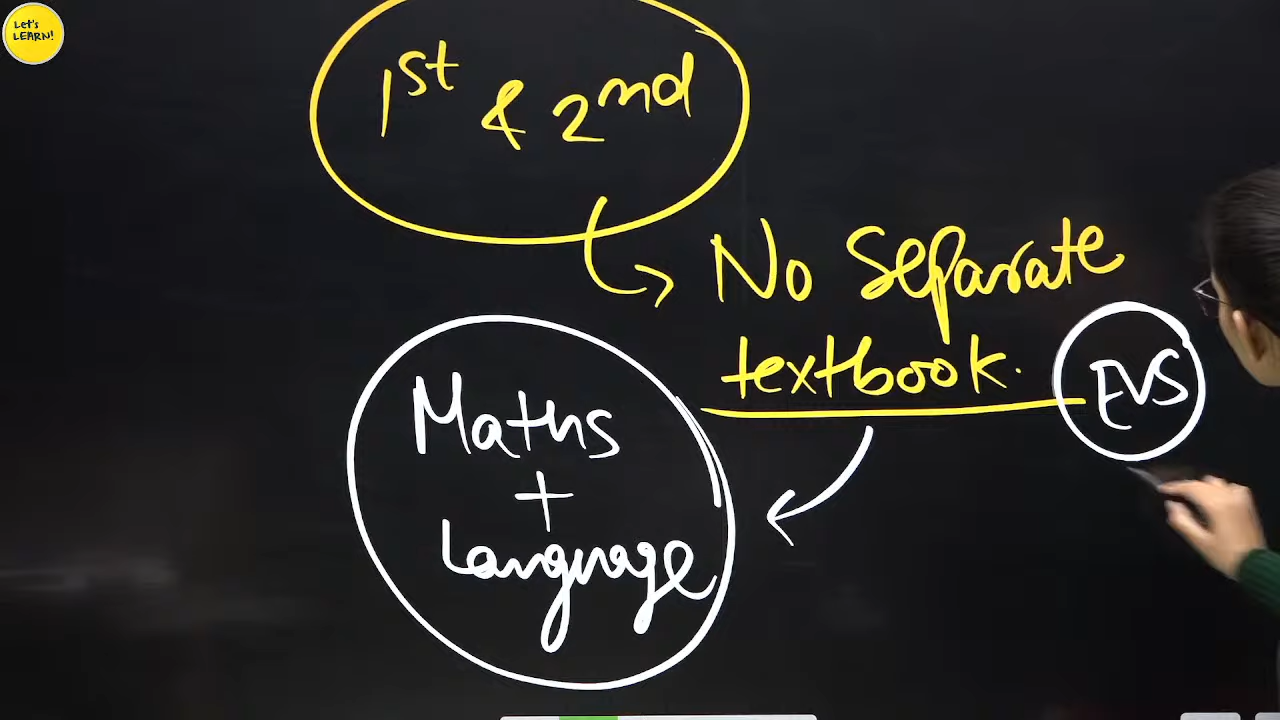 Let's
LEARN!
1st & 2nd
No Separate
textbook.
EVS
Maths
+
Language